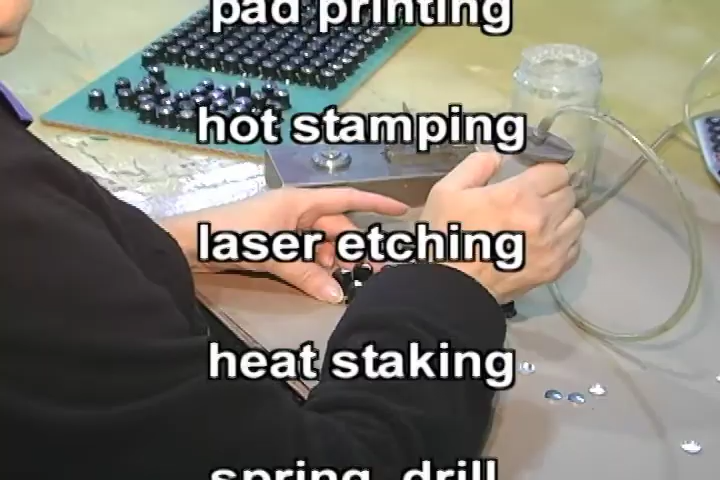 pad printing
hot stamping
laser etching
heat staking
spring, drill